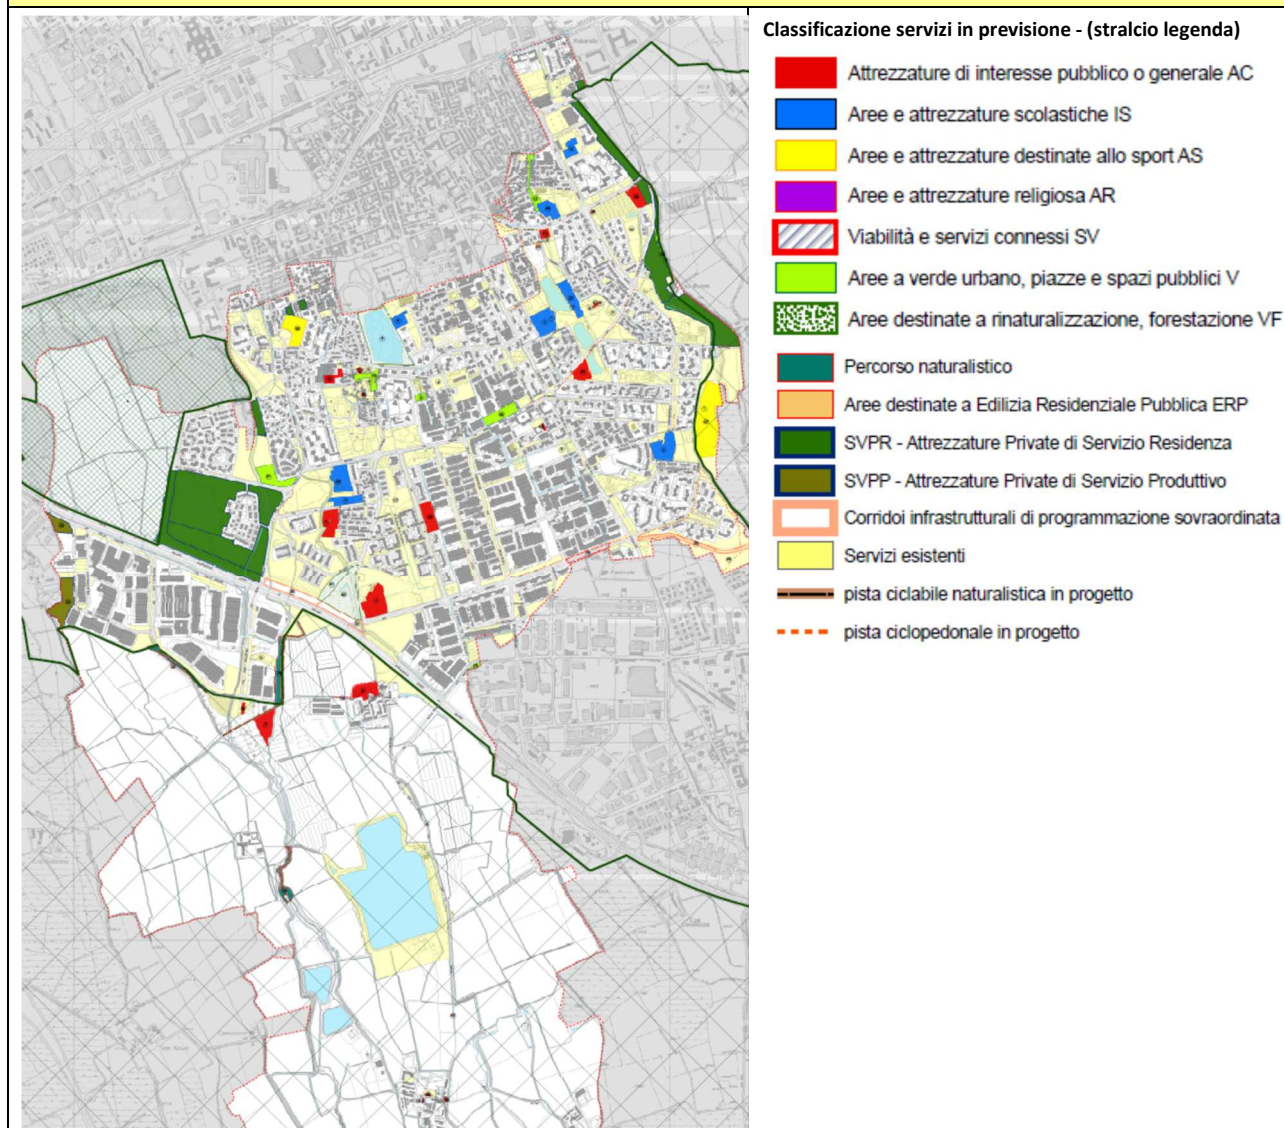 Classificazione servizi in previsione - (stralcio legenda)
Attrezzature di interesse pubblico o generale AC
Aree e attrezzature scolastiche IS
Aree e attrezzature destinate allo sport AS
Aree e attrezzature religiosa AR
Viabilità e servizi connessi SV
Aree a verde urbano, piazze e spazi pubblici V
Aree destinate a rinaturalizzazione, forestazione VF
Percorso naturalistico
Aree destinate a Edilizia Residenziale Pubblica ERP
SVPR - Attrezzature Private di Servizio Residenza
SVPP - Attrezzature Private di Servizio Produttivo
Corridoi infrastrutturali di programmazione sovraordinata
Servizi esistenti
pista ciclabile naturalistica in progetto
pista ciclopedonale in progetto